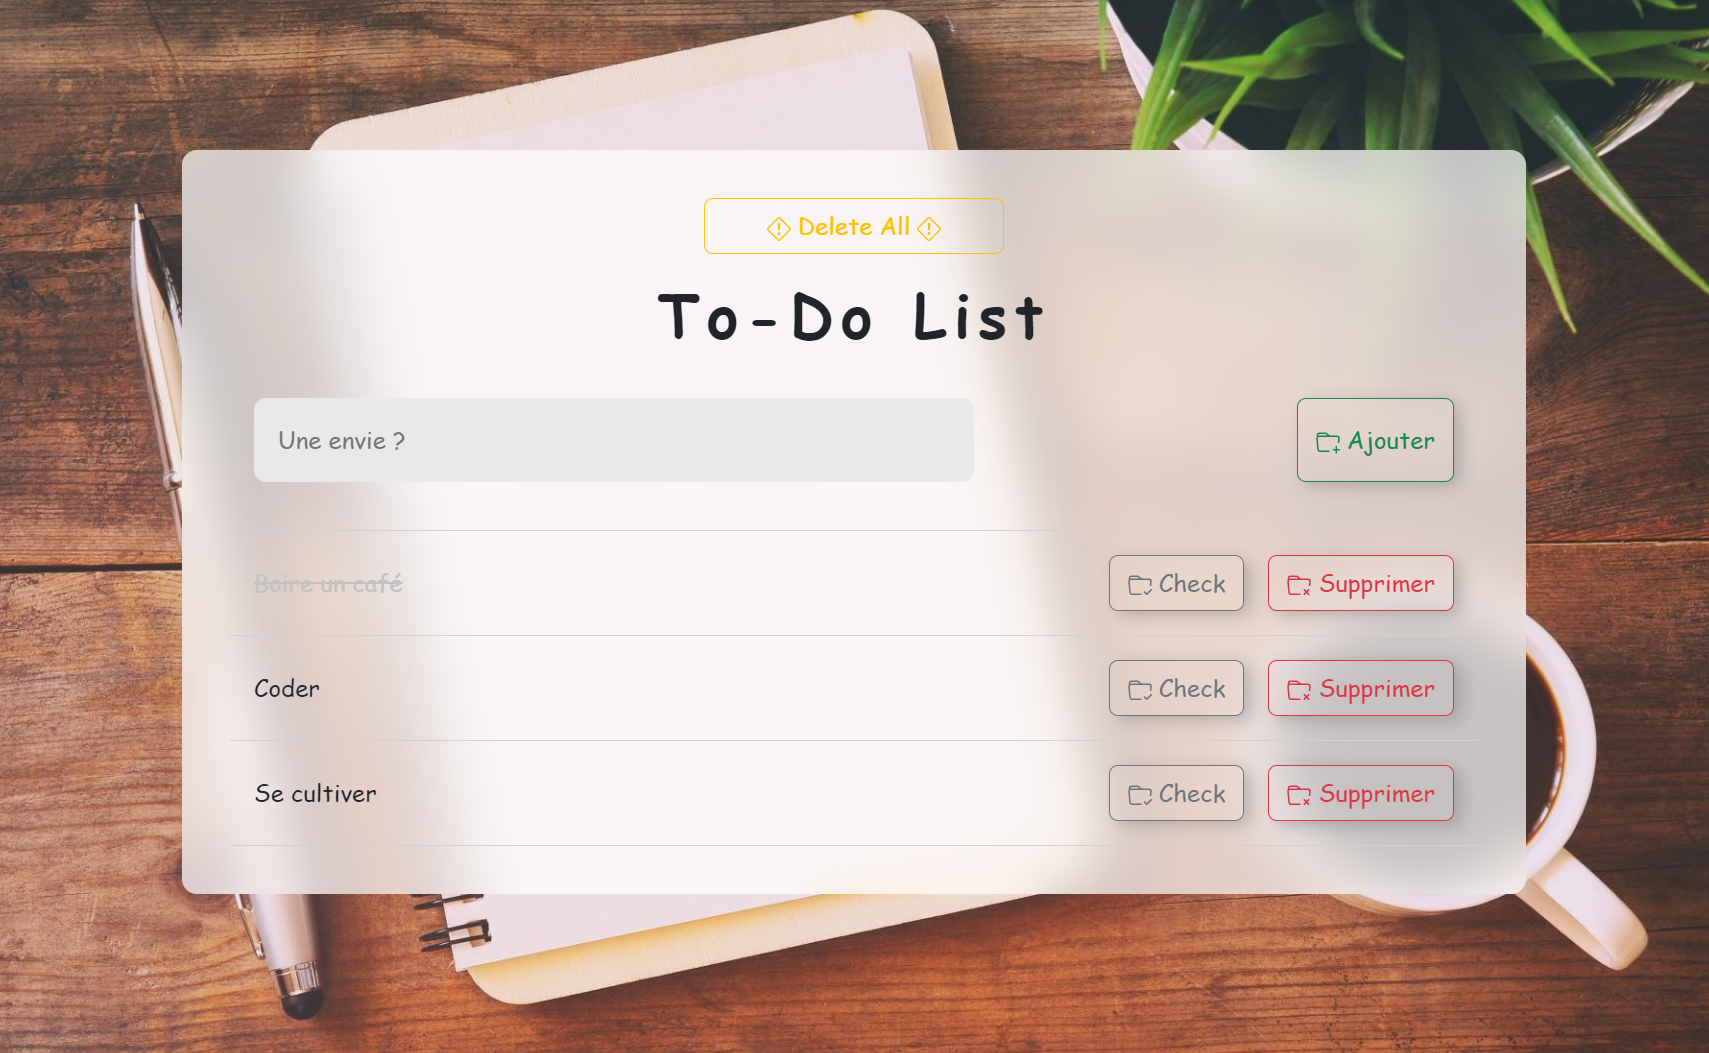 Delete All
To-Do List
Une envie ?
Ajouter
Boire un café
Check
Supprimer
Coder
Check
Supprimer
Se cultiver
Check
Supprimer